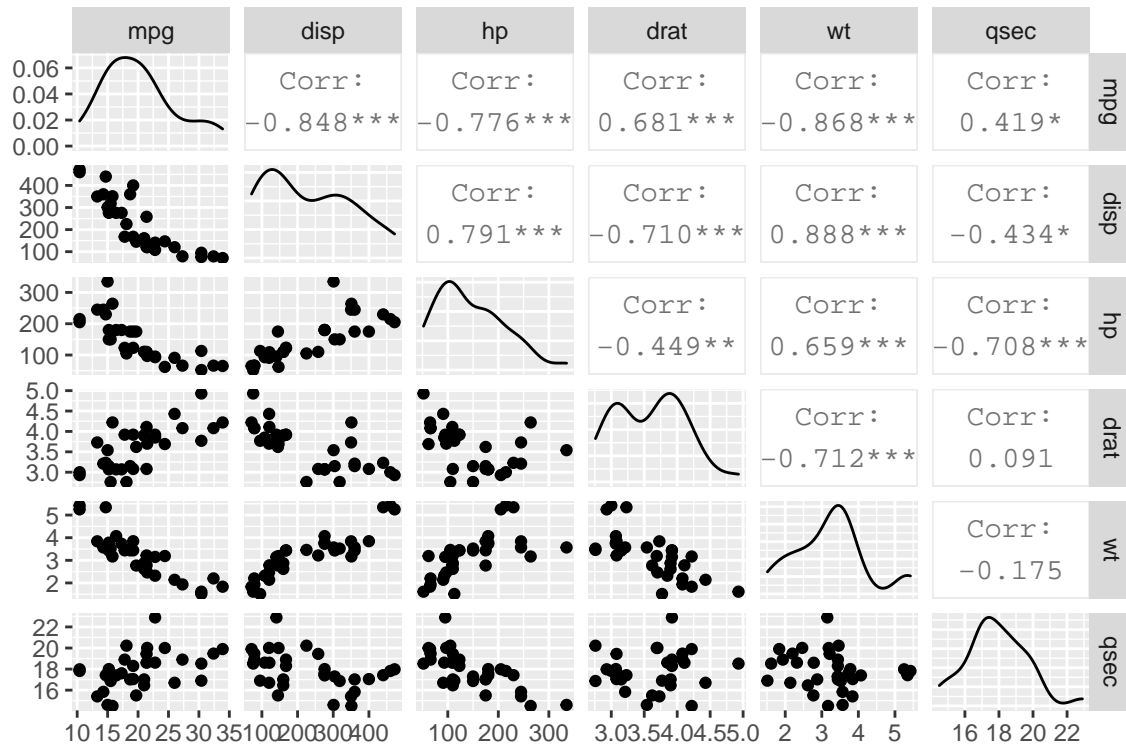 mpg disp hp drat wt qsec
0.06
0.04
0.02
0.00
Corr:
-0.848***
Corr:
-0.776***
Corr:
0.681***
Corr:
-0.868***
Corr:
0.419*
mpg
400
300
200
100
Corr:
0.791***
Corr:
-0.710***
Corr:
0.888***
Corr:
-0.434*
disp
300
200
100
Corr:
-0.449**
Corr:
0.659***
Corr:
-0.708***
hp
5.0
4.5
4.0
3.5
3.0
Corr:
-0.712***
Corr:
0.091
drat
5
4
3
2
Corr:
-0.175
wt
22
20
18
16
qsec
10 15 20 25 30 35 100 200 300 400 100 200 300 3.0 3.5 4.0 4.5 5.0 2 3 4 5 16 18 20 22